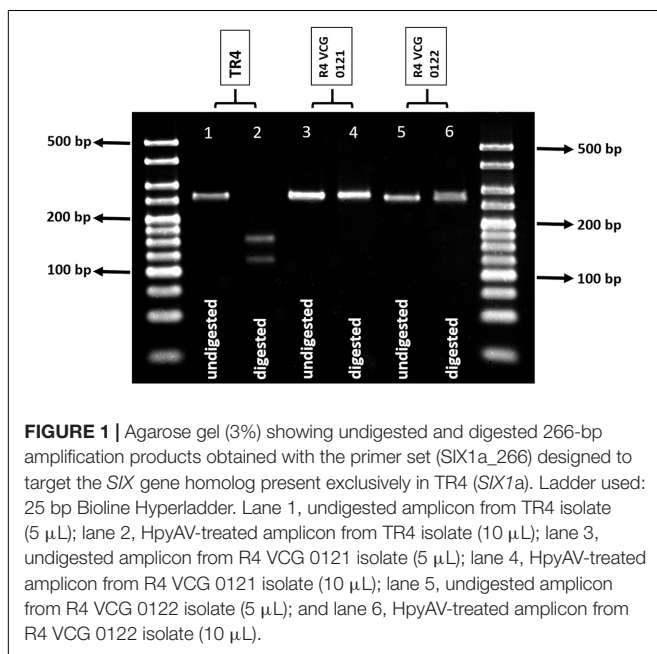 TR4
R4 VCG
0121
R4 VCG
0122
1 2 3 4 5 6
500 bp
500 bp
200 bp
200 bp
100 bp
100 bp
undigested
digested
undigested
digested
undigested
digested
FIGURE 1 | Agarose gel (3%) showing undigested and digested 266-bp
amplification products obtained with the primer set (SIX1a_266) designed to
target the SIX gene homolog present exclusively in TR4 (SIX1a). Ladder used:
25 bp Bioline Hyperladder. Lane 1, undigested amplicon from TR4 isolate
(5 μL); lane 2, HpyAV-treated amplicon from TR4 isolate (10 μL); lane 3,
undigested amplicon from R4 VCG 0121 isolate (5 μL); lane 4, HpyAV-treated
amplicon from R4 VCG 0121 isolate (10 μL); lane 5, undigested amplicon
from R4 VCG 0122 isolate (5 μL); and lane 6, HpyAV-treated amplicon from
R4 VCG 0122 isolate (10 μL).